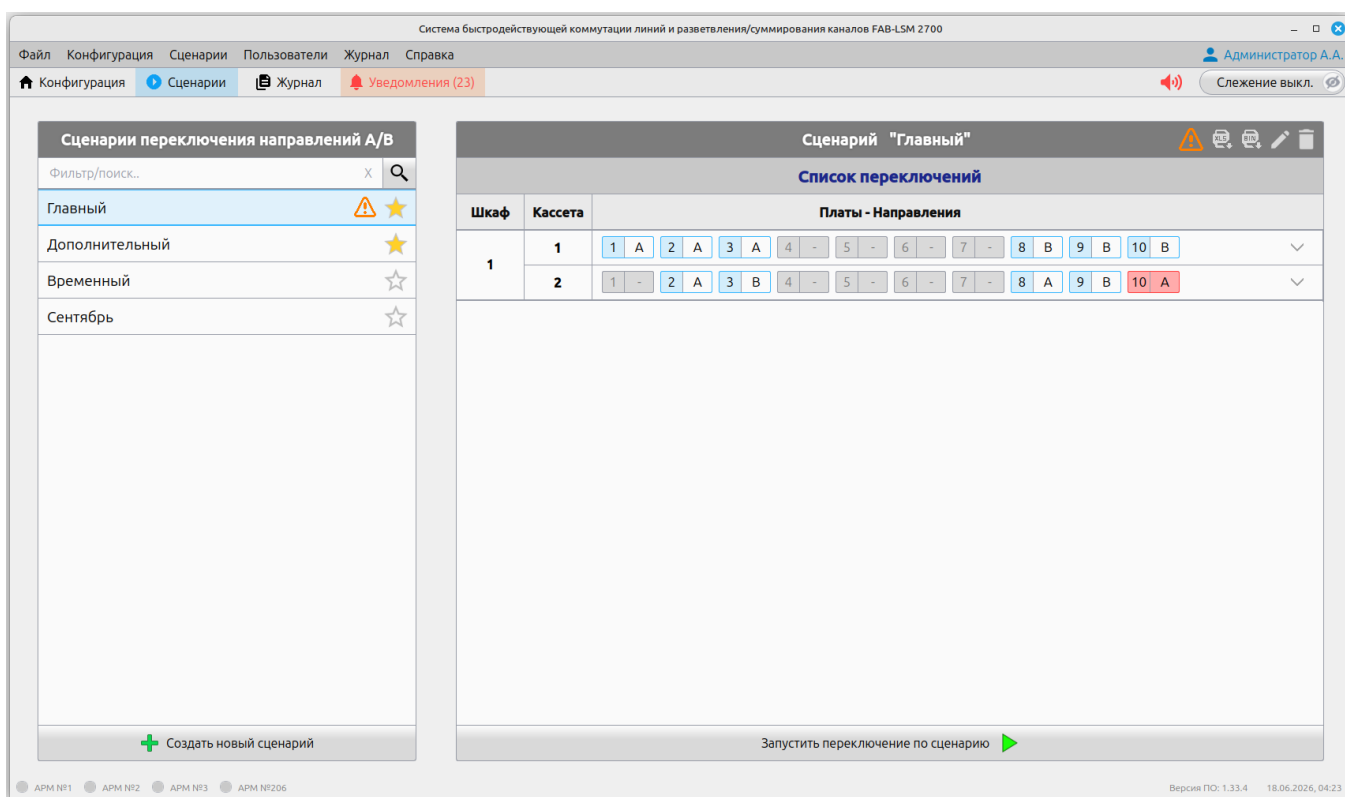 Система быстродействующей коммутации линий и разветвления/суммирования каналов FAB-LSM 2700
Файл Конфигурация Сценарии Пользователи Журнал Справка Администратор А.А.
Конфигурация Сценарии Журнал Уведомления (23) Слежение выкл.
Сценарии переключения направлений А/В
Фильтр/поиск.. X
Главный
Дополнительный
Временный
Сентябрь
Создать новый сценарий
Сценарий "Главный" XLS BIN
Список переключений
Шкаф Кассета Платы - Направления
1
1 1 A 2 A 3 A 4 - 5 - 6 - 7 - 8 B 9 B 10 B
2 1 - 2 A 3 B 4 - 5 - 6 - 7 - 8 A 9 B 10 A
Запустить переключение по сценарию
АРМ №1 АРМ №2 АРМ №3 АРМ №206 Версия ПО: 1.33.4 18.06.2026, 04:23